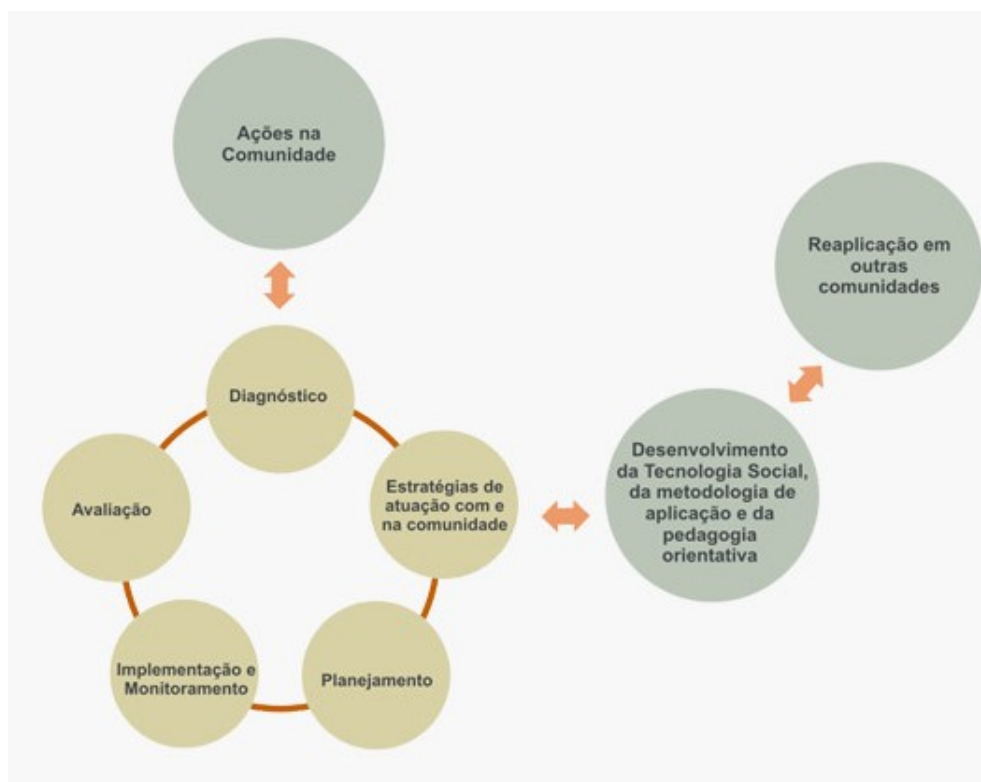 Ações na
Comunidade
Reaplicação em
outras
comunidades
Diagnóstico
Desenvolvimento
da Tecnologia Social,
da metodologia de
aplicação e da
pedagogia
orientativa
Estratégias de
atuação com e
na comunidade
Avaliação
Implementação e
Monitoramento
Planejamento